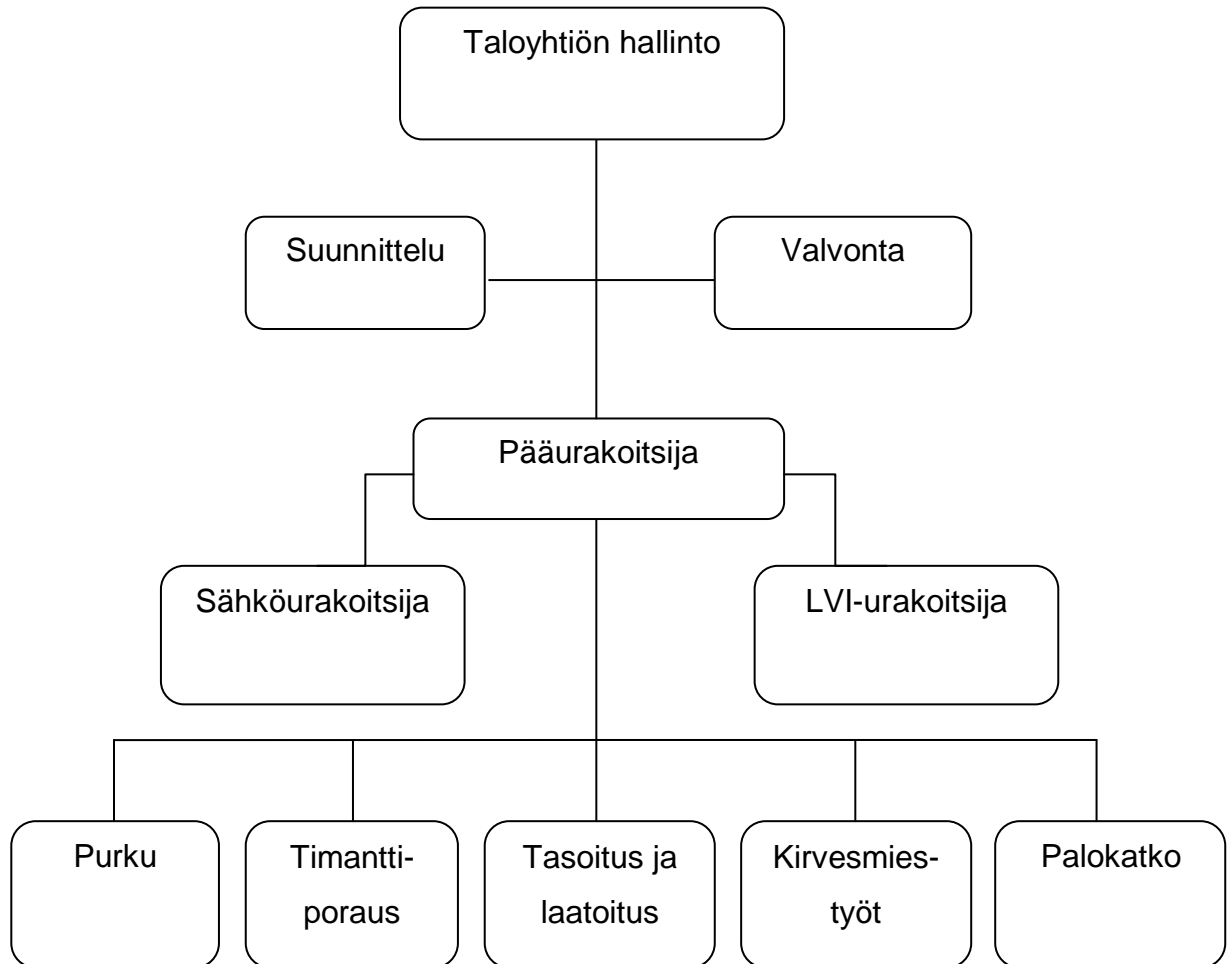 Taloyhtiön hallinto
Suunnittelu
Valvonta
Pääurakoitsija
Sähköurakoitsija
LVI-urakoitsija
Purku
Timantti-
poraus
Tasoitus ja
laatoitus
Kirvesmies-
työt
Palokatko